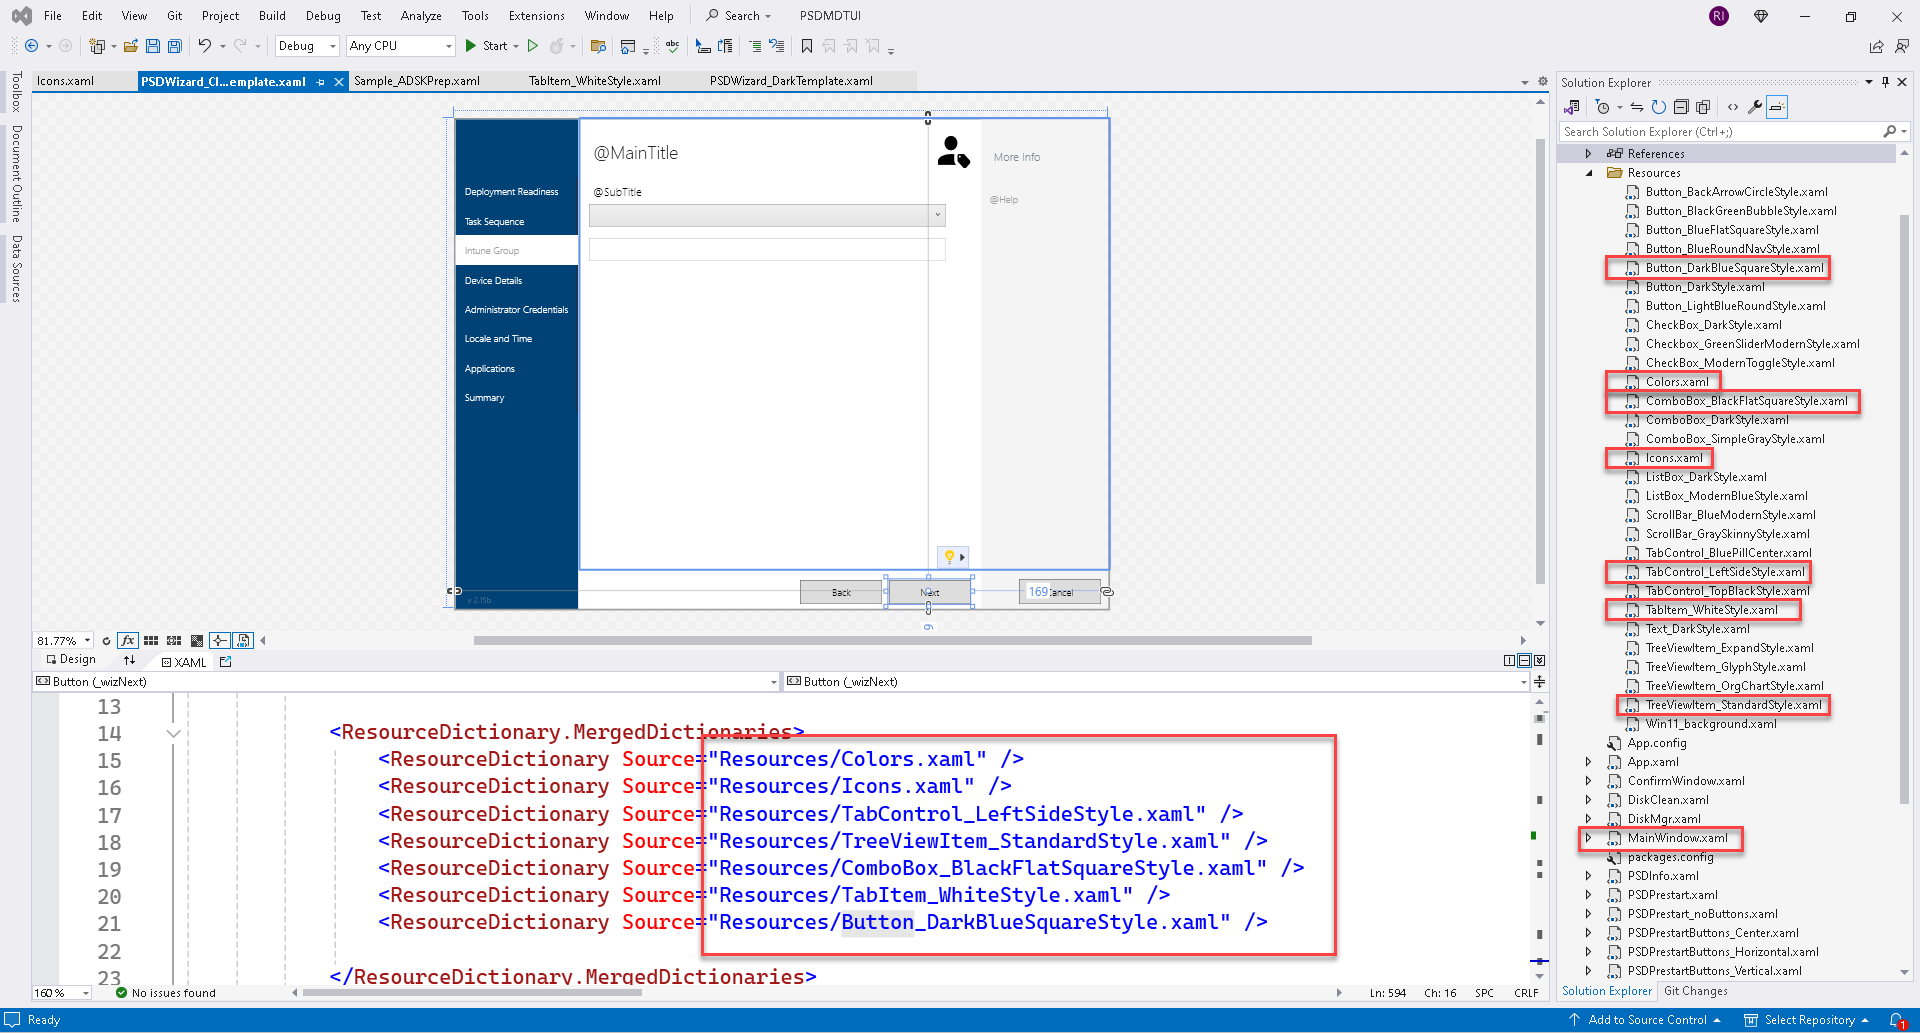 File Edit View Git Project Build Debug Test Analyze Tools Extensions Window Help Search PSDMDTUI RI
Debug Any CPU Start abc
Icons.xaml PSDWizard_Cl...emplate.xaml Sample_ADSKPrep.xaml TabItem_WhiteStyle.xaml PSDWizard_DarkTemplate.xaml
Toolbox
Document Outline
Data Sources
@MainTitle
More Info
@SubTitle
@Help
Deployment Readiness
Task Sequence
Intune Group
Device Details
Administrator Credentials
Locale and Time
Applications
Summary
v 2.15b
Back Next 169 Cancel
9
81.77% fx
Design XAML
Button (_wizNext) Button (_wizNext)
13
14 <ResourceDictionary.MergedDictionaries>
15 <ResourceDictionary Source="Resources/Colors.xaml" />
16 <ResourceDictionary Source="Resources/Icons.xaml" />
17 <ResourceDictionary Source="Resources/TabControl_LeftSideStyle.xaml" />
18 <ResourceDictionary Source="Resources/TreeViewItem_StandardStyle.xaml" />
19 <ResourceDictionary Source="Resources/ComboBox_BlackFlatSquareStyle.xaml" />
20 <ResourceDictionary Source="Resources/TabItem_WhiteStyle.xaml" />
21 <ResourceDictionary Source="Resources/Button_DarkBlueSquareStyle.xaml" />
22
23 </ResourceDictionary.MergedDictionaries>
160 % No issues found Ln: 594 Ch: 16 SPC CRLF
Solution Explorer
Search Solution Explorer (Ctrl+;)
References
Resources
Button_BackArrowCircleStyle.xaml
Button_BlackGreenBubbleStyle.xaml
Button_BlueFlatSquareStyle.xaml
Button_BlueRoundNavStyle.xaml
Button_DarkBlueSquareStyle.xaml
Button_DarkStyle.xaml
Button_LightBlueRoundStyle.xaml
CheckBox_DarkStyle.xaml
Checkbox_GreenSliderModernStyle.xaml
CheckBox_ModernToggleStyle.xaml
Colors.xaml
ComboBox_BlackFlatSquareStyle.xaml
ComboBox_DarkStyle.xaml
ComboBox_SimpleGrayStyle.xaml
Icons.xaml
ListBox_DarkStyle.xaml
ListBox_ModernBlueStyle.xaml
ScrollBar_BlueModernStyle.xaml
ScrollBar_GraySkinnyStyle.xaml
TabControl_BluePillCenter.xaml
TabControl_LeftSideStyle.xaml
TabControl_TopBlackStyle.xaml
TabItem_WhiteStyle.xaml
Text_DarkStyle.xaml
TreeViewItem_ExpandStyle.xaml
TreeViewItem_GlyphStyle.xaml
TreeViewItem_OrgChartStyle.xaml
TreeViewItem_StandardStyle.xaml
Win11_background.xaml
App.config
App.xaml
ConfirmWindow.xaml
DiskClean.xaml
DiskMgr.xaml
MainWindow.xaml
packages.config
PSDInfo.xaml
PSDPrestart.xaml
PSDPrestart_noButtons.xaml
PSDPrestartButtons_Center.xaml
PSDPrestartButtons_Horizontal.xaml
PSDPrestartButtons_Vertical.xaml
Solution Explorer Git Changes
Ready Add to Source Control Select Repository 1